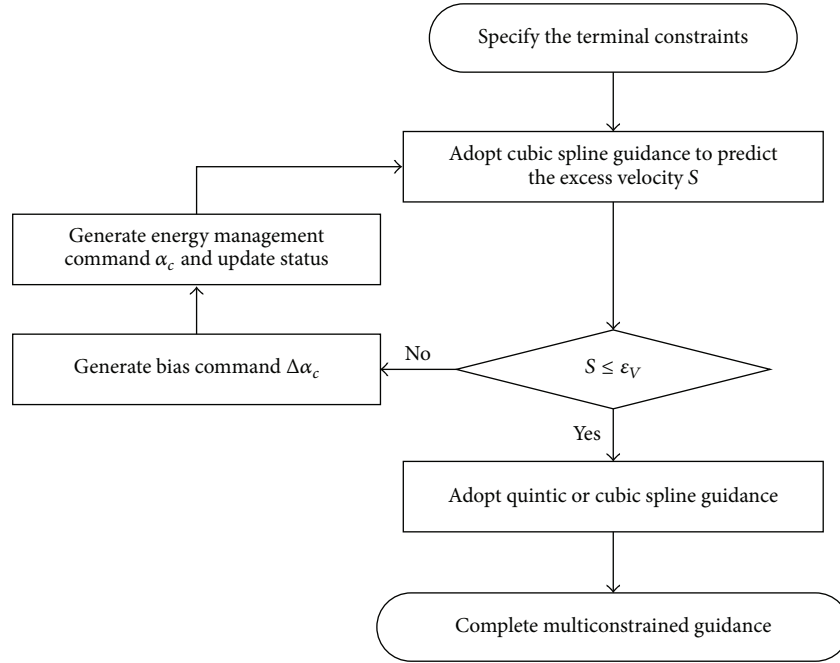 Specify the terminal constraints
Adopt cubic spline guidance to predict
the excess velocity S
Generate energy management
command α_c and update status
Generate bias command Δα_c
No
S ≤ ε_V
Yes
Adopt quintic or cubic spline guidance
Complete multiconstrained guidance